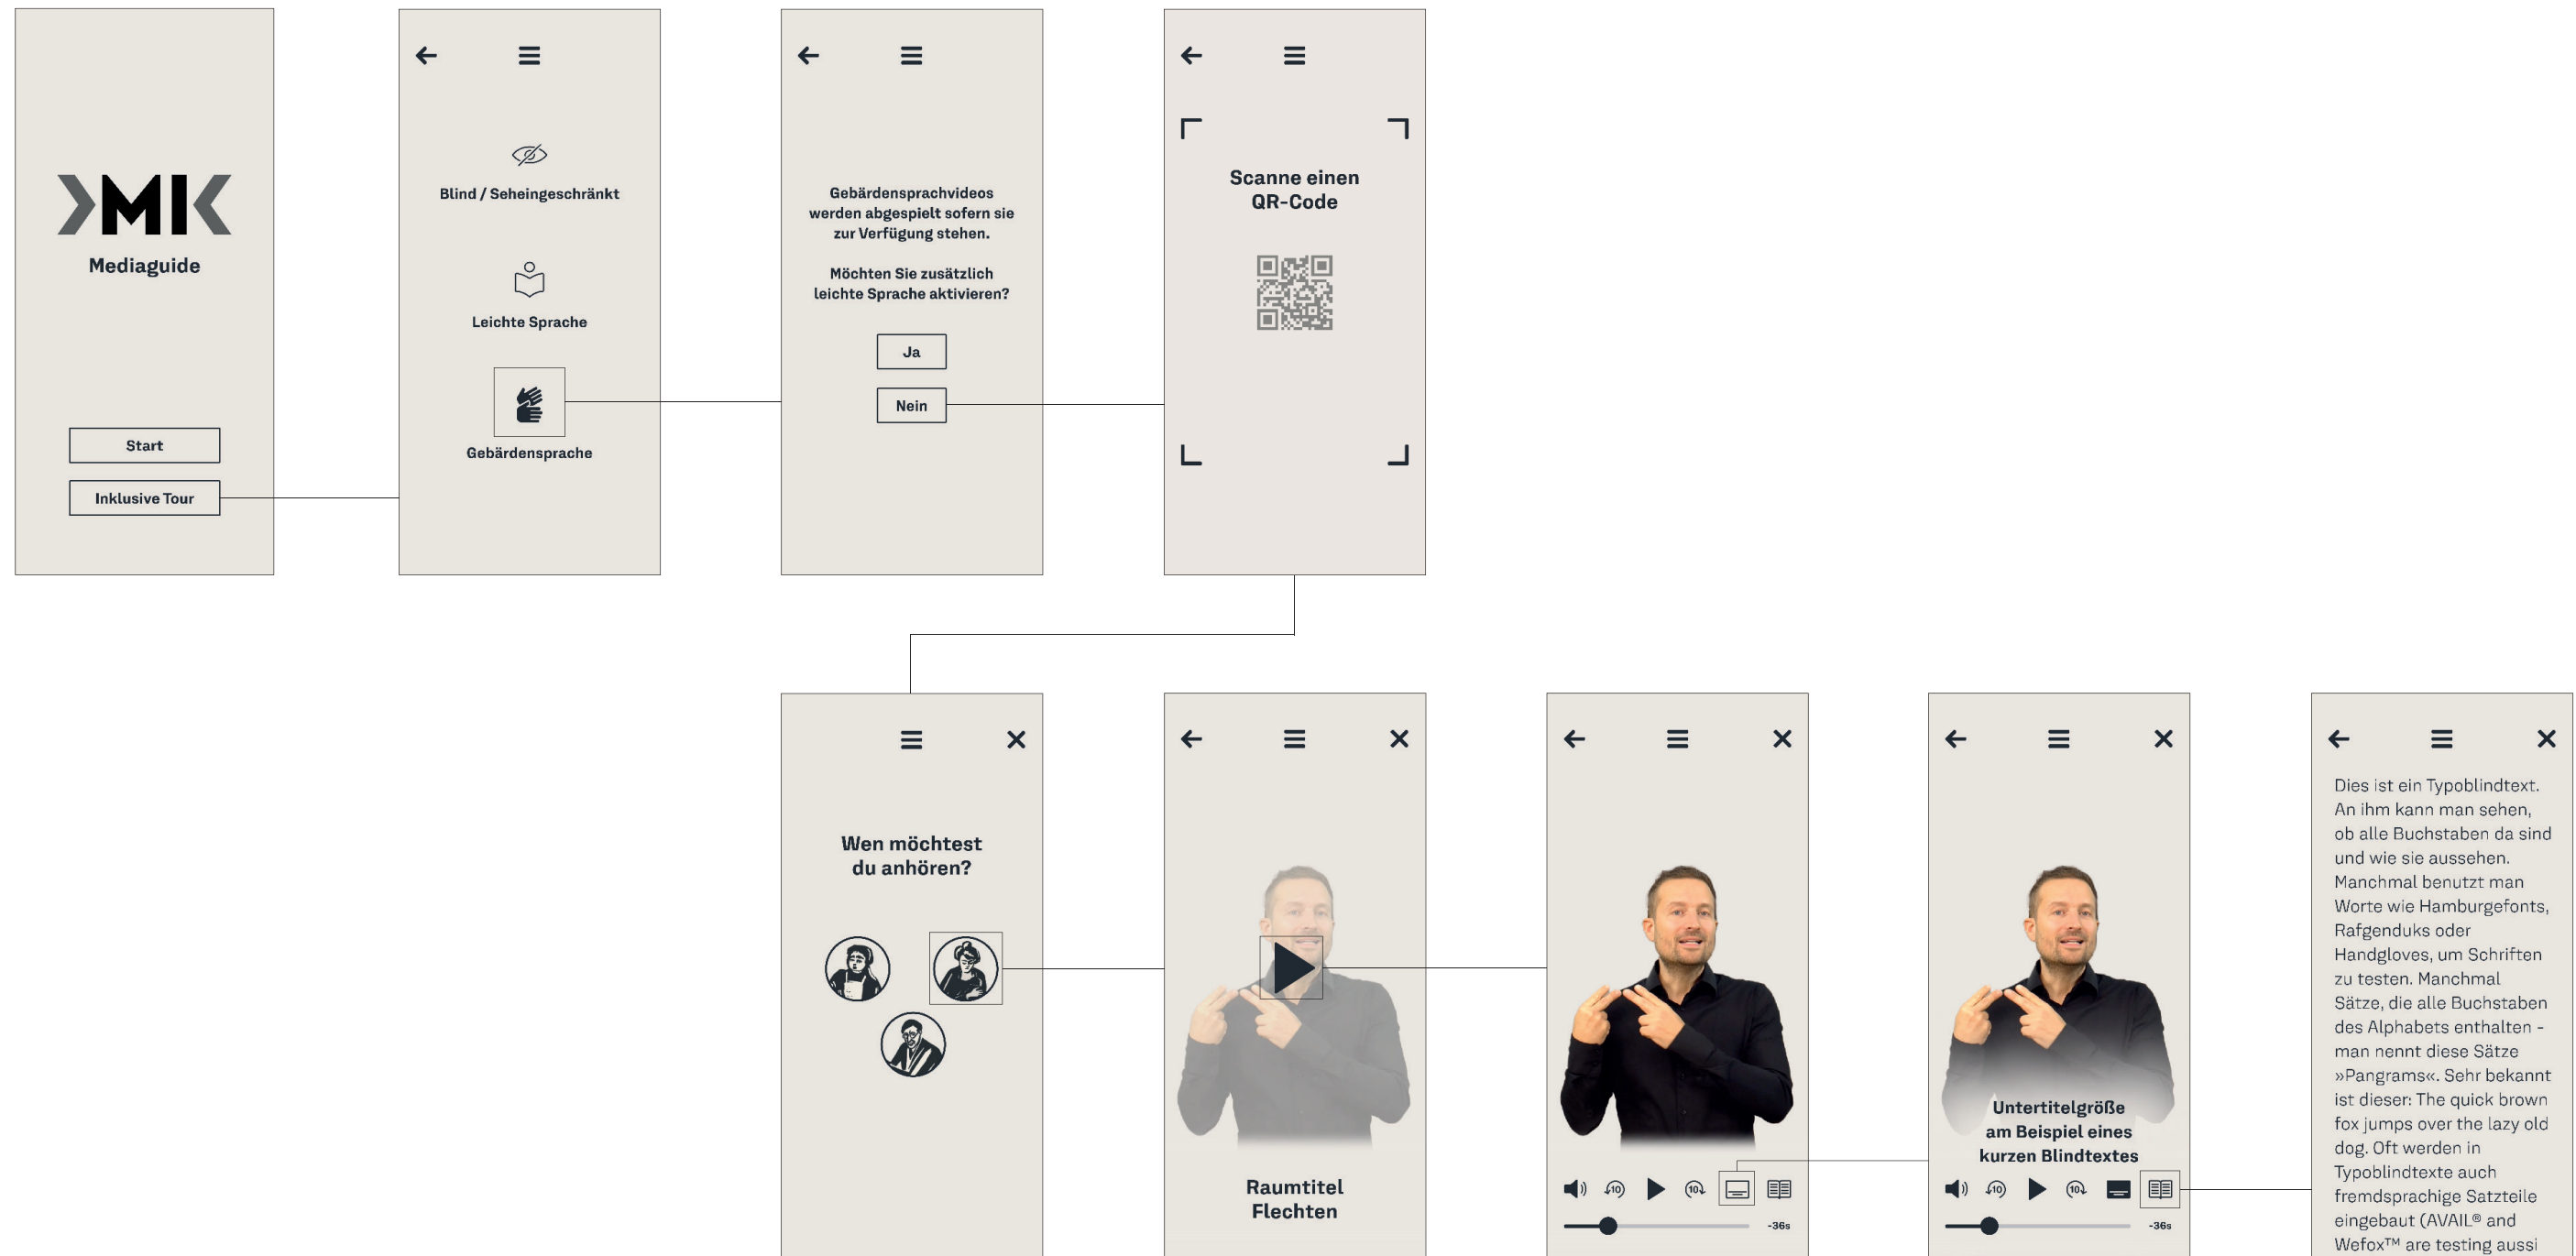 MK
Mediaguide
Start
Inklusive Tour
Blind / Seheingeschränkt
Leichte Sprache
Gebärdensprache
Gebärdensprachvideos
werden abgespielt sofern sie
zur Verfügung stehen.
Möchten Sie zusätzlich
leichte Sprache aktivieren?
Ja
Nein
Scanne einen
QR-Code
Wen möchtest
du anhören?
Raumtitel
Flechten
10
10
-36s
Untertitelgröße
am Beispiel eines
kurzen Blindtextes
10
10
-36s
Dies ist ein Typoblindtext.
An ihm kann man sehen,
ob alle Buchstaben da sind
und wie sie aussehen.
Manchmal benutzt man
Worte wie Hamburgefonts,
Rafgenduks oder
Handgloves, um Schriften
zu testen. Manchmal
Sätze, die alle Buchstaben
des Alphabets enthalten -
man nennt diese Sätze
»Pangrams«. Sehr bekannt
ist dieser: The quick brown
fox jumps over the lazy old
dog. Oft werden in
Typoblindtexte auch
fremdsprachige Satzteile
eingebaut (AVAIL® and
Wefox™ are testing aussi